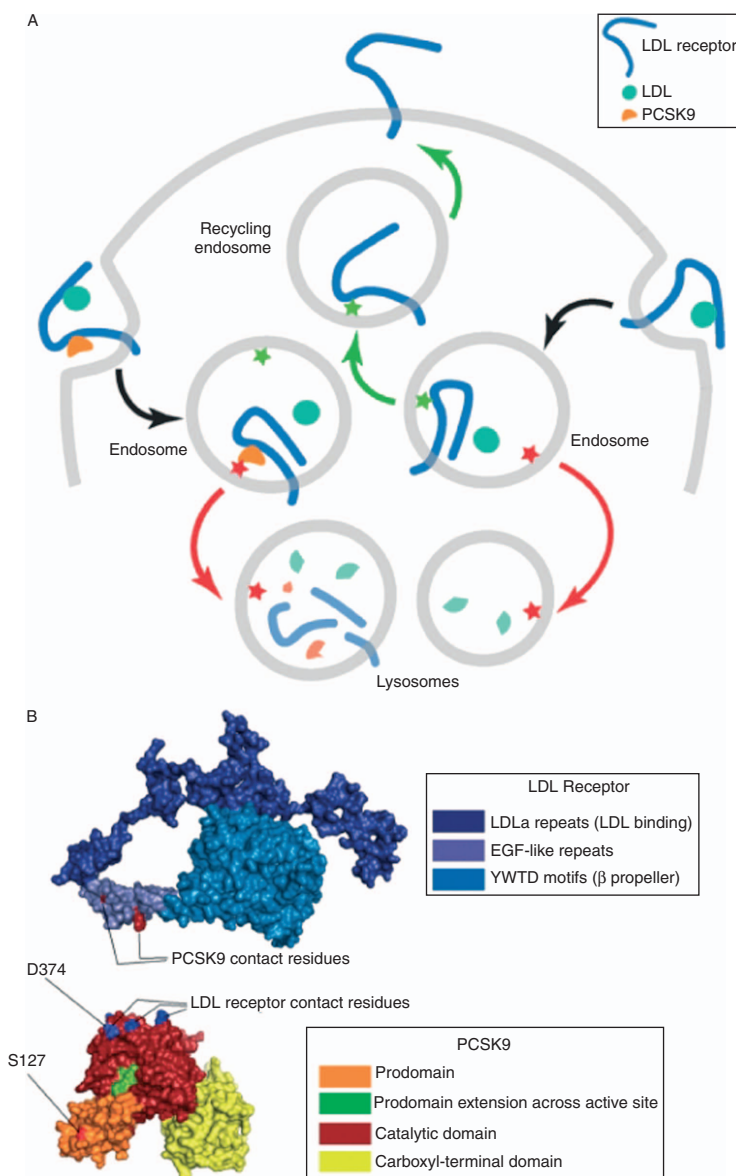 A
LDL receptor
LDL
PCSK9
Recycling
endosome
Endosome
Endosome
Lysosomes
B
LDL Receptor
LDLa repeats (LDL binding)
EGF-like repeats
YWTD motifs (β propeller)
PCSK9 contact residues
D374
LDL receptor contact residues
S127
PCSK9
Prodomain
Prodomain extension across active site
Catalytic domain
Carboxyl-terminal domain